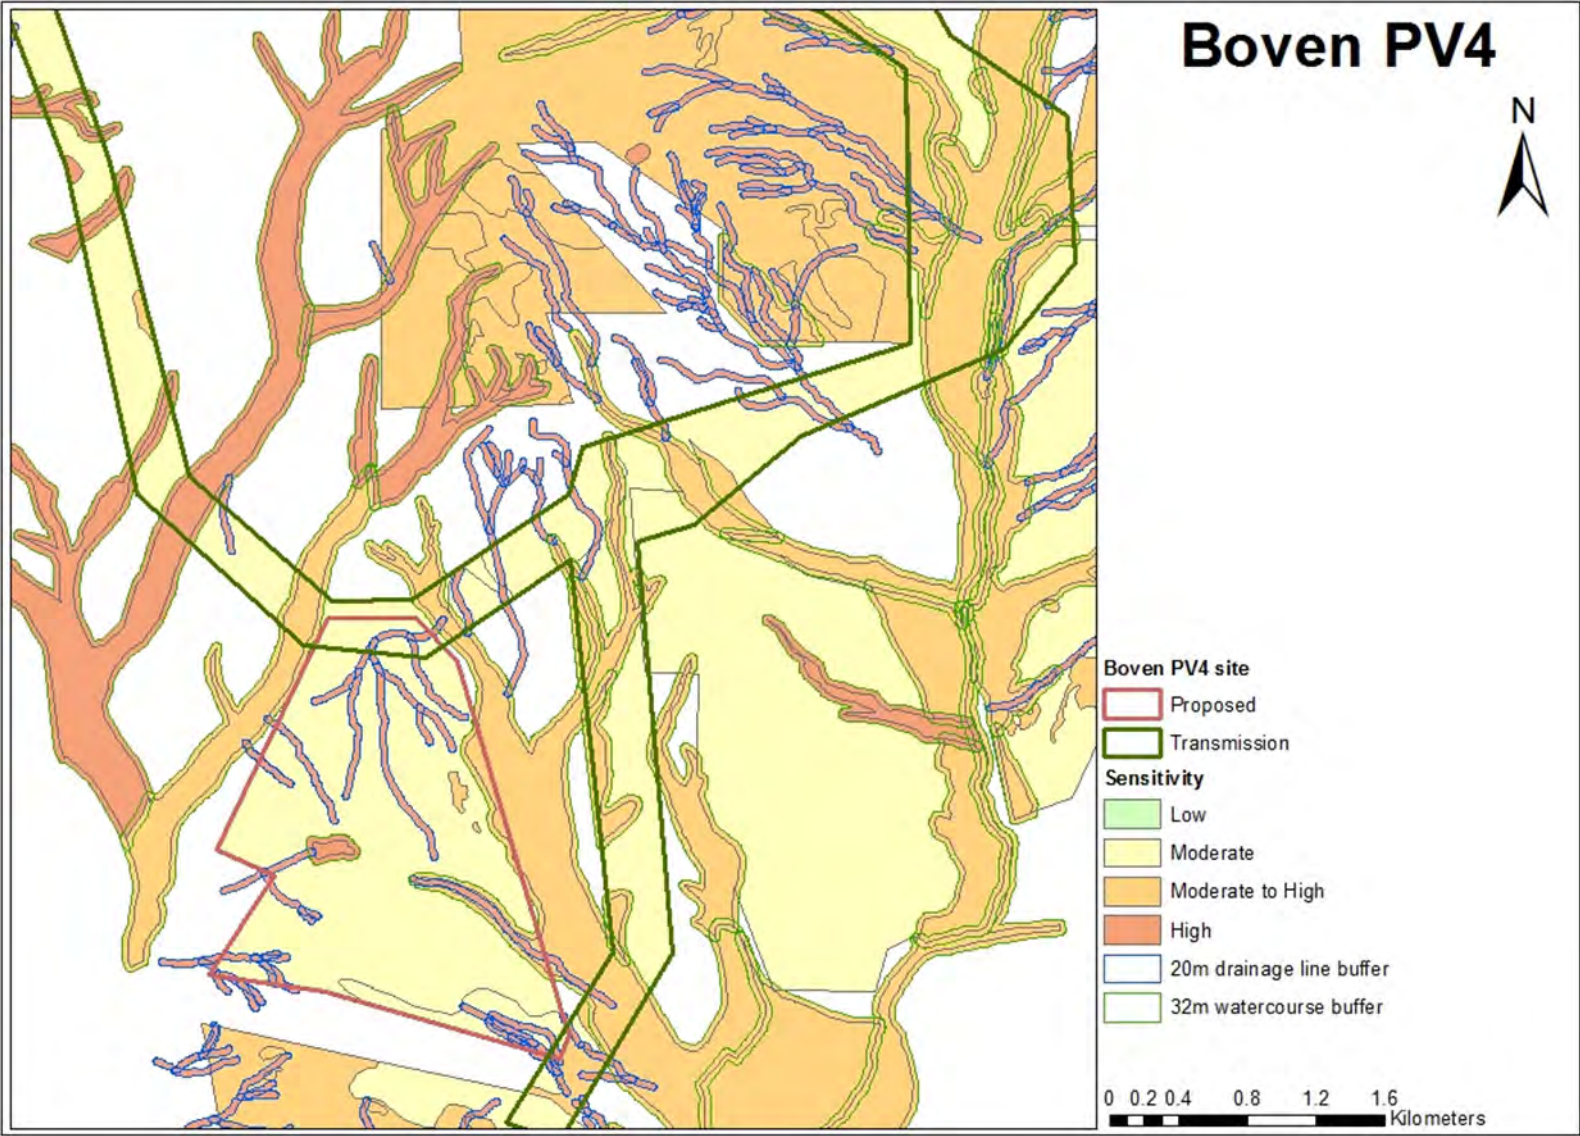 Boven PV4
N
Boven PV4 site
Proposed
Transmission
Sensitivity
Low
Moderate
Moderate to High
High
20m drainage line buffer
32m watercourse buffer
0 0.2 0.4 0.8 1.2 1.6
Kilometers